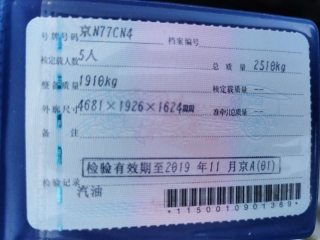 号牌号码 京N77CN4 档案编号
核定载人数 5人 总质量 2510kg
整备质量 1910kg 核定载质量 --
外廓尺寸 4681×1926×1624mm 准牵引总质量 --
备注
检验有效期至2019年11月京A(01)
检验记录
汽油
*1150010901369*